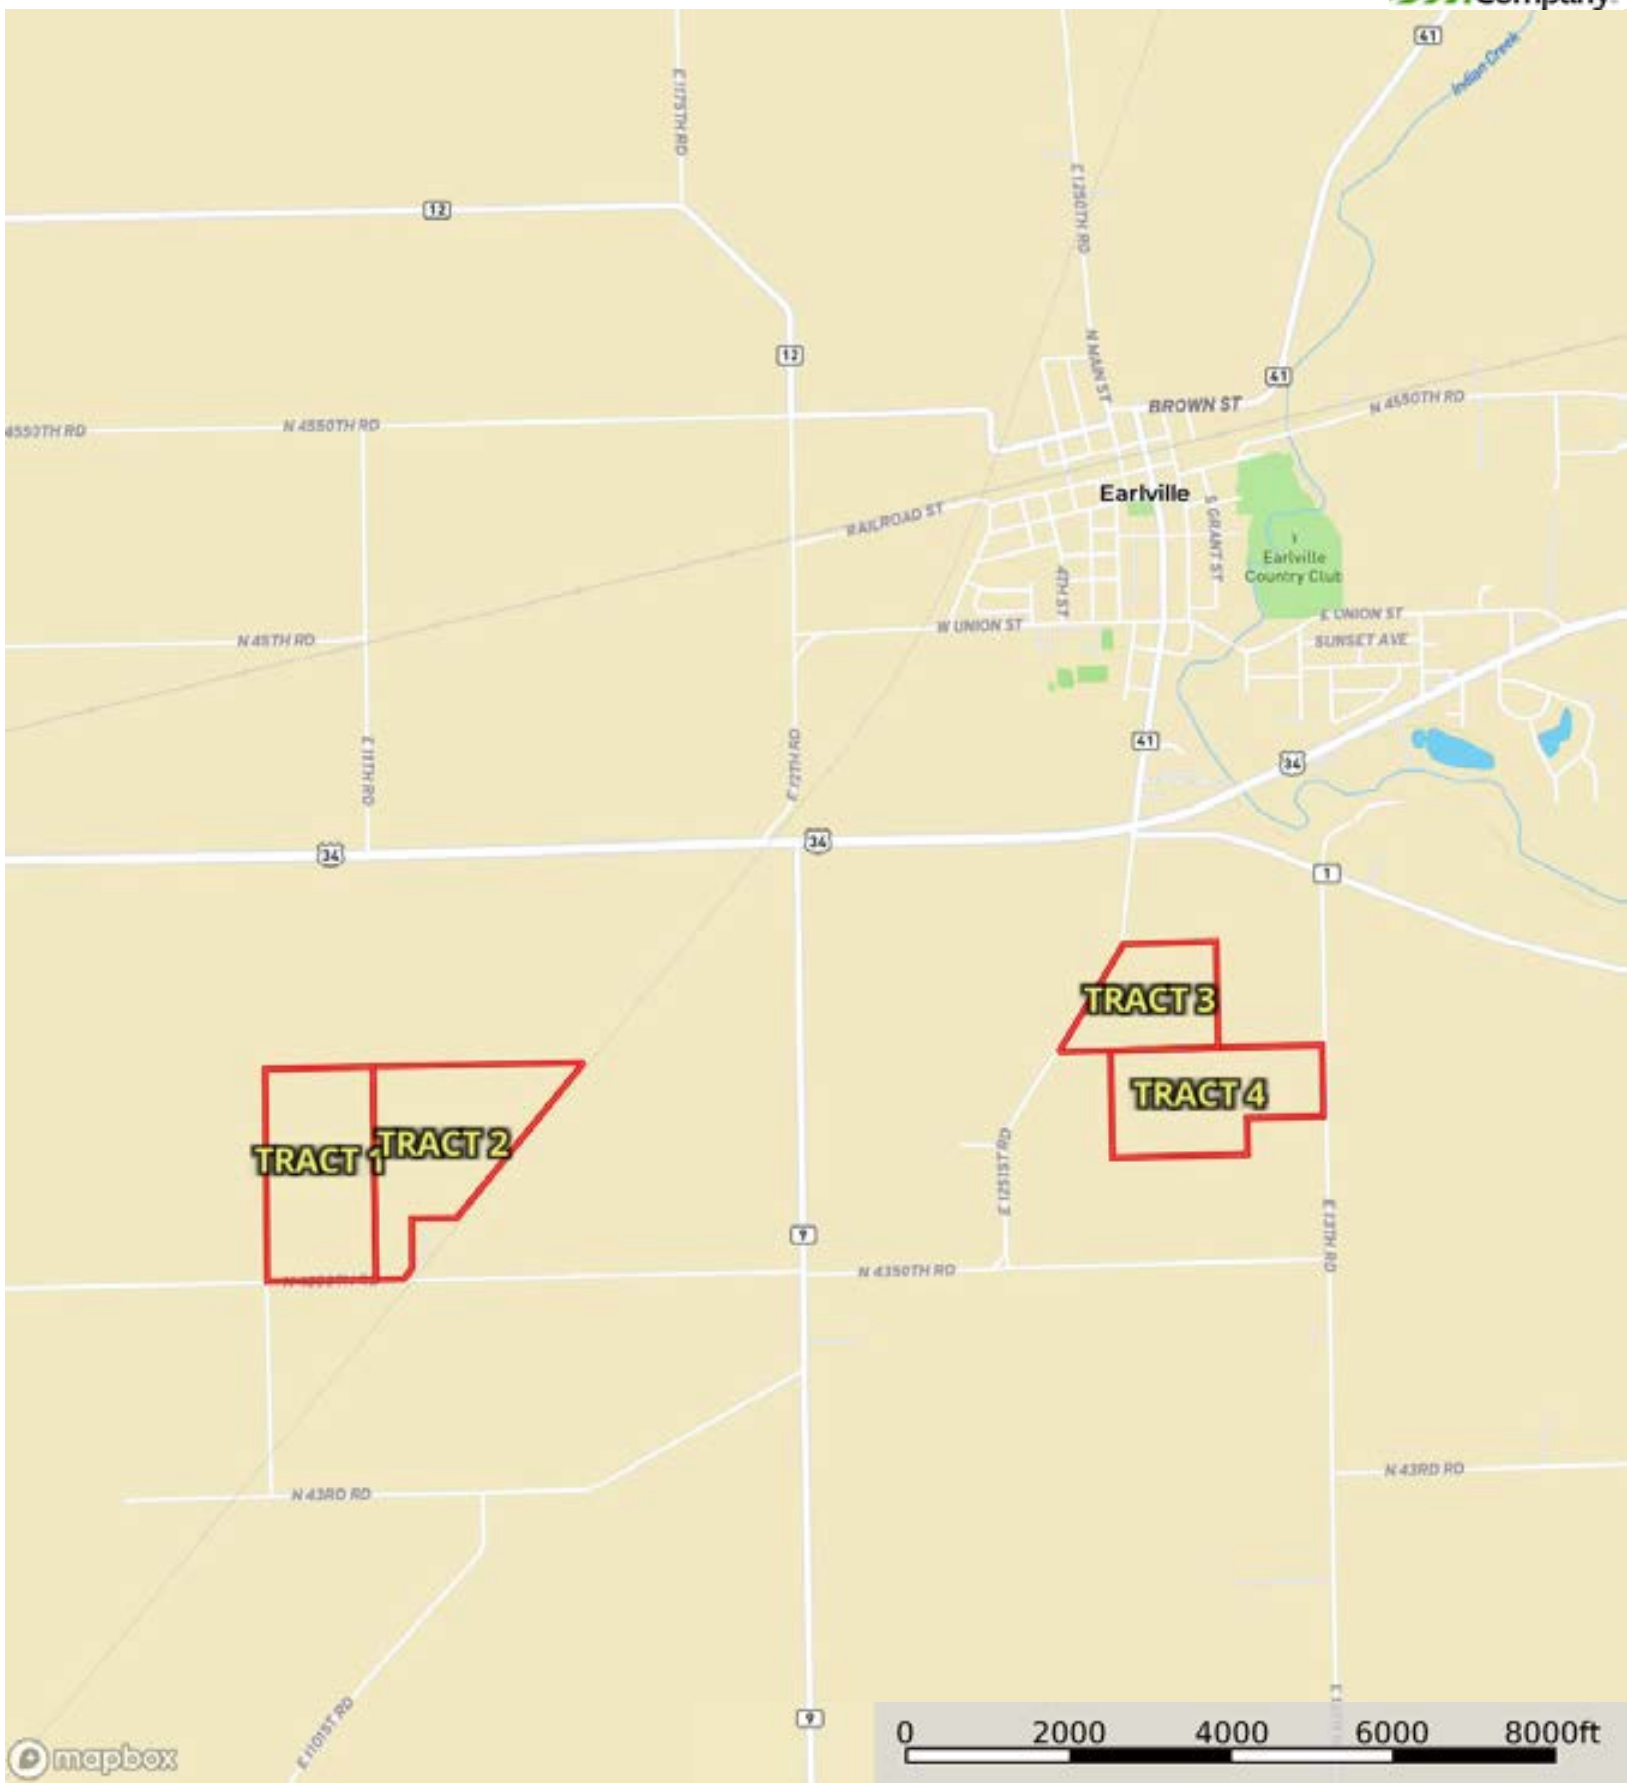 Company
41
Indian Creek
E 1175TH RD
E 1250TH RD
12
12
N MAIN ST
41
BROWN ST
N 4550TH RD
4550TH RD
N 4550TH RD
Earlville
RAILROAD ST
S GRANT ST
Earlville
Country Club
4TH ST
E UNION ST
W UNION ST
SUNSET AVE
N 45TH RD
E 11TH RD
E 12TH RD
41
34
34
34
1
TRACT 3
TRACT 4
TRACT 1
TRACT 2
E 1251ST RD
E 13TH RD
9
N 4350TH RD
N 43RD RD
N 43RD RD
E 1101ST RD
9
0 2000 4000 6000 8000ft
mapbox